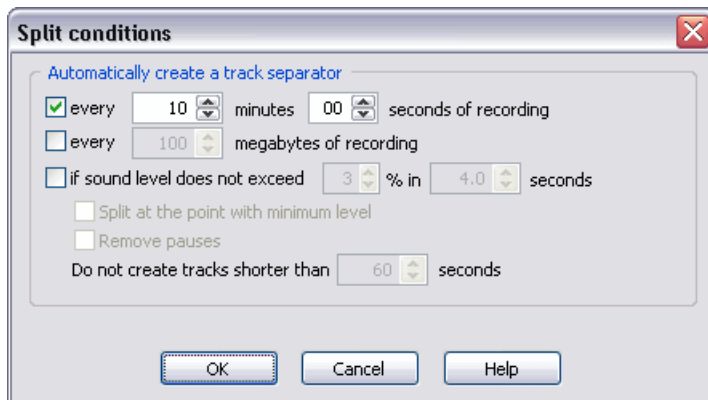 Split conditions
Automatically create a track separator
every 10 minutes 00 seconds of recording
every 100 megabytes of recording
if sound level does not exceed 3 % in 4.0 seconds
Split at the point with minimum level
Remove pauses
Do not create tracks shorter than 60 seconds
OK Cancel Help